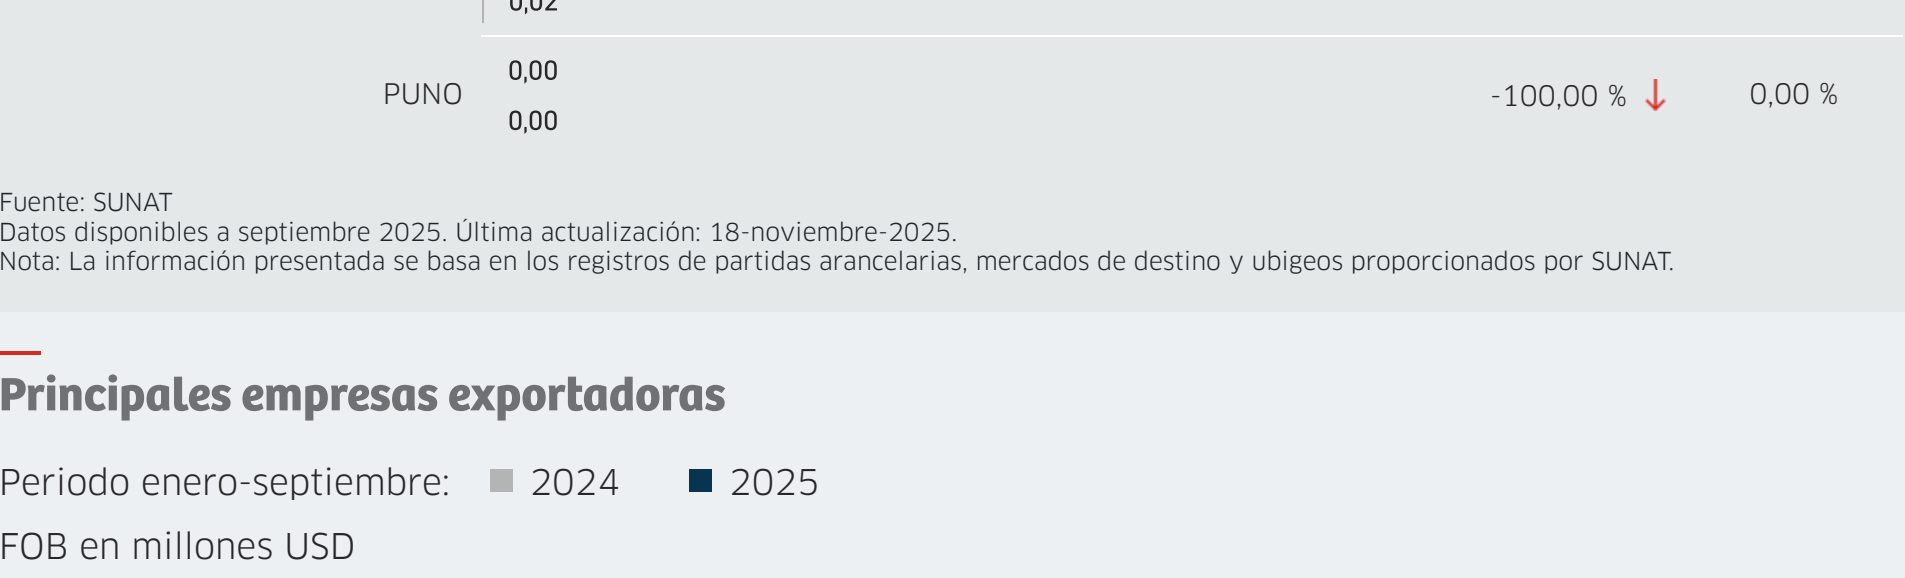 0,02
0,00
PUNO -100,00 % ↓ 0,00 %
0,00
Fuente: SUNAT
Datos disponibles a septiembre 2025. Última actualización: 18-noviembre-2025.
Nota: La información presentada se basa en los registros de partidas arancelarias, mercados de destino y ubigeos proporcionados por SUNAT.
Principales empresas exportadoras
Periodo enero-septiembre: 2024 2025
FOB en millones USD